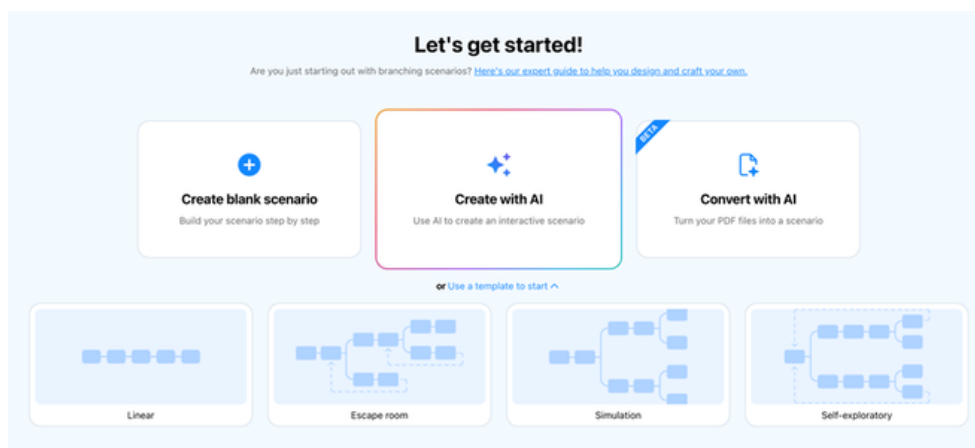 Let's get started!
Are you just starting out with branching scenarios? Here's our expert guide to help you design and craft your own.
Create blank scenario
Build your scenario step by step
Create with AI
Use AI to create an interactive scenario
BETA
Convert with AI
Turn your PDF files into a scenario
or Use a template to start
Linear
Escape room
Simulation
Self-exploratory